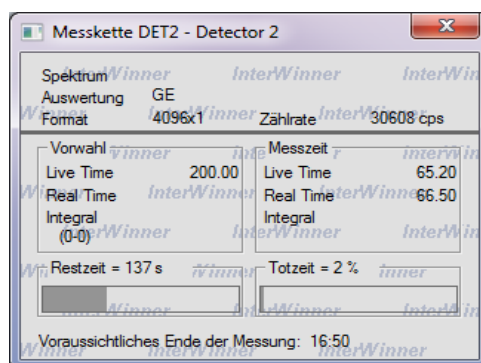 Messkette DET2 - Detector 2
Spektrum
Auswertung GE
Format 4096x1 Zählrate 30608 cps
Vorwahl
Live Time 200.00
Real Time
Integral
(0-0)
Messzeit
Live Time 65.20
Real Time 66.50
Integral
Restzeit = 137 s
Totzeit = 2 %
Voraussichtliches Ende der Messung: 16:50
InterWinner